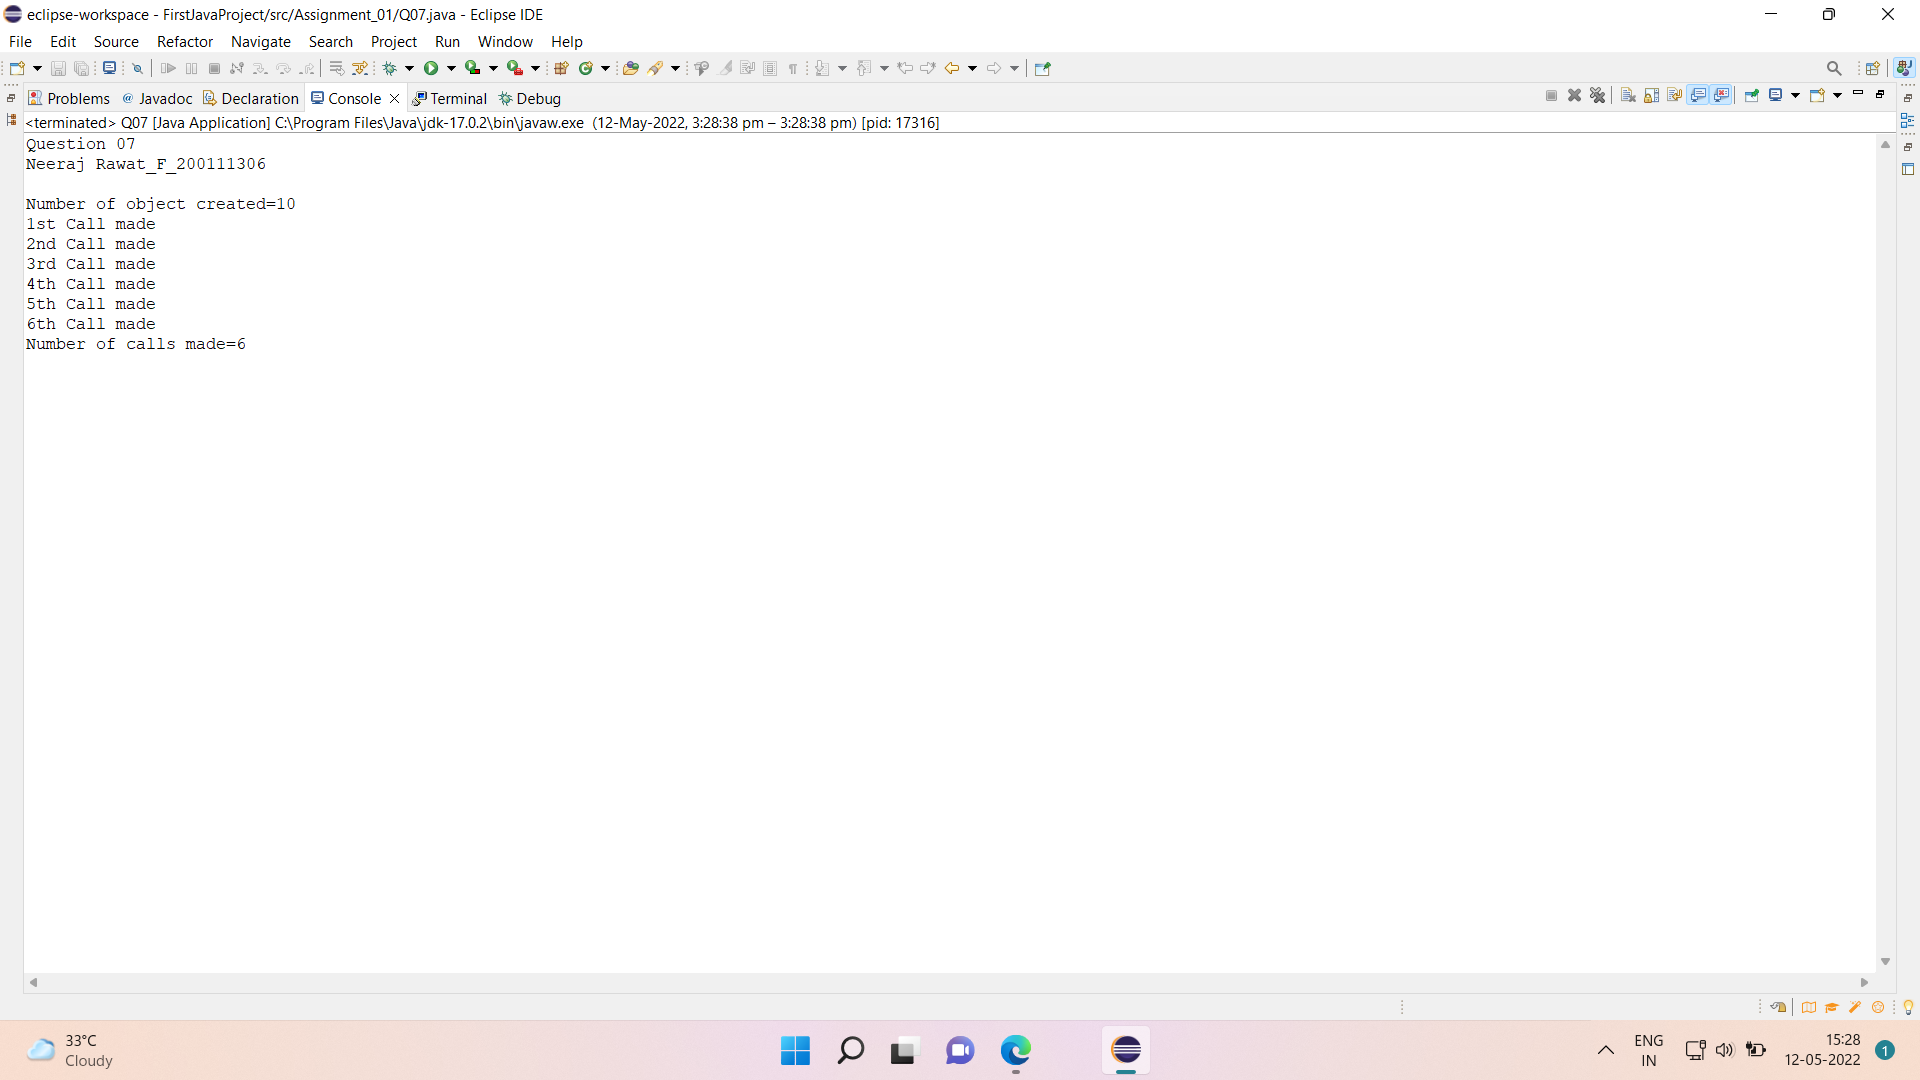 eclipse-workspace - FirstJavaProject/src/Assignment_01/Q07.java - Eclipse IDE
File Edit Source Refactor Navigate Search Project Run Window Help
Problems @ Javadoc Declaration Console Terminal Debug
<terminated> Q07 [Java Application] C:\Program Files\Java\jdk-17.0.2\bin\javaw.exe (12-May-2022, 3:28:38 pm – 3:28:38 pm) [pid: 17316]
Question 07
Neeraj Rawat_F_200111306
Number of object created=10
1st Call made
2nd Call made
3rd Call made
4th Call made
5th Call made
6th Call made
Number of calls made=6
33°C
Cloudy
ENG
IN
15:28
12-05-2022
1